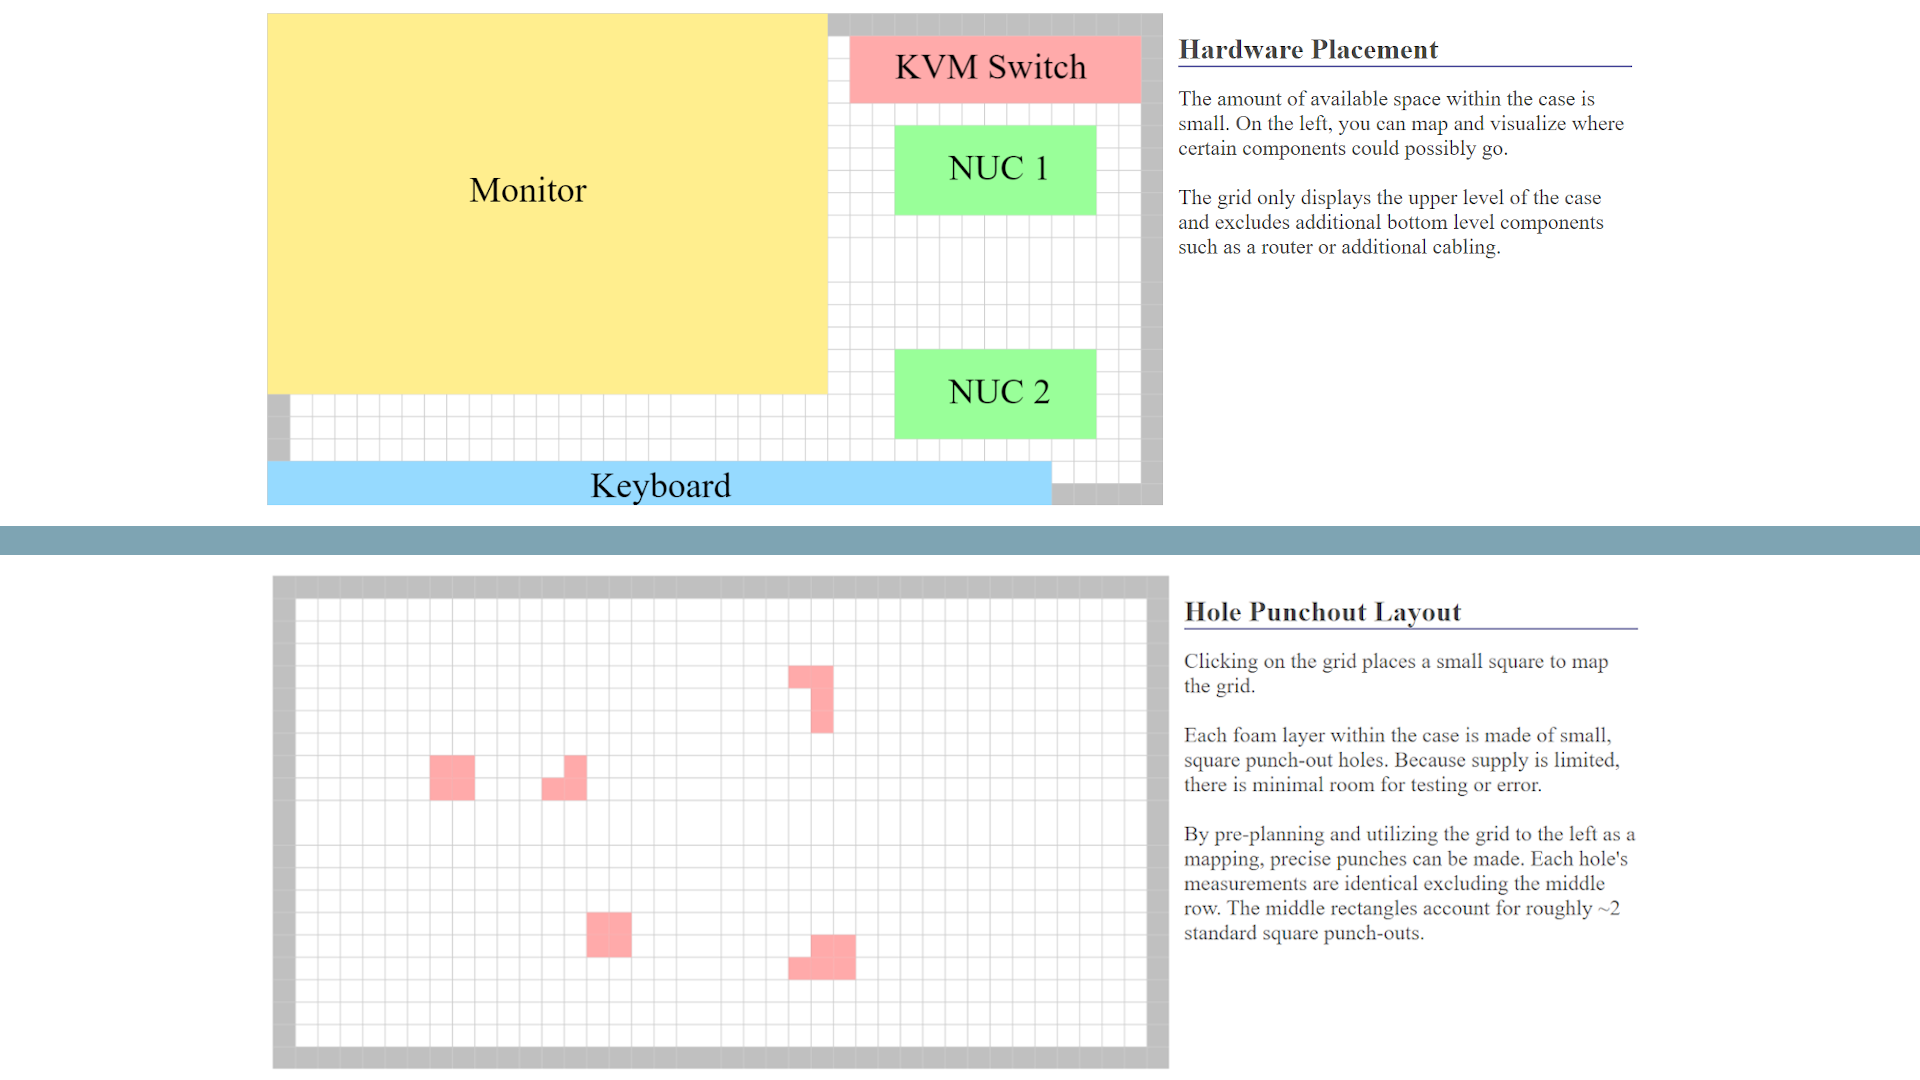 Monitor
KVM Switch
NUC 1
NUC 2
Keyboard
Hardware Placement
The amount of available space within the case is
small. On the left, you can map and visualize where
certain components could possibly go.
The grid only displays the upper level of the case
and excludes additional bottom level components
such as a router or additional cabling.
Hole Punchout Layout
Clicking on the grid places a small square to map
the grid.
Each foam layer within the case is made of small,
square punch-out holes. Because supply is limited,
there is minimal room for testing or error.
By pre-planning and utilizing the grid to the left as a
mapping, precise punches can be made. Each hole's
measurements are identical excluding the middle
row. The middle rectangles account for roughly ~2
standard square punch-outs.